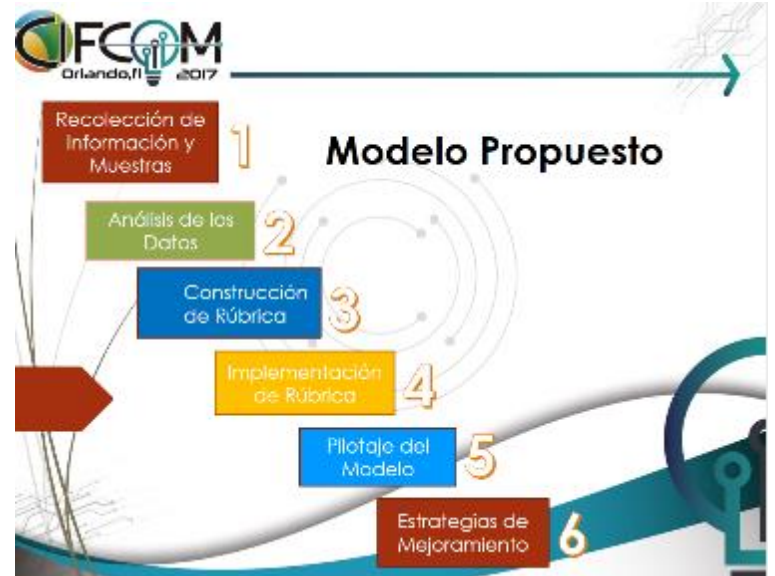 CIFCOM
Orlando,fl 2017
Modelo Propuesto
Recolección de
Información y
Muestras
1
Análisis de los
Datos
2
Construcción
de Rúbrica
3
Implementación
de Rúbrica
4
Pilotaje del
Modelo
5
Estrategias de
Mejoramiento
6